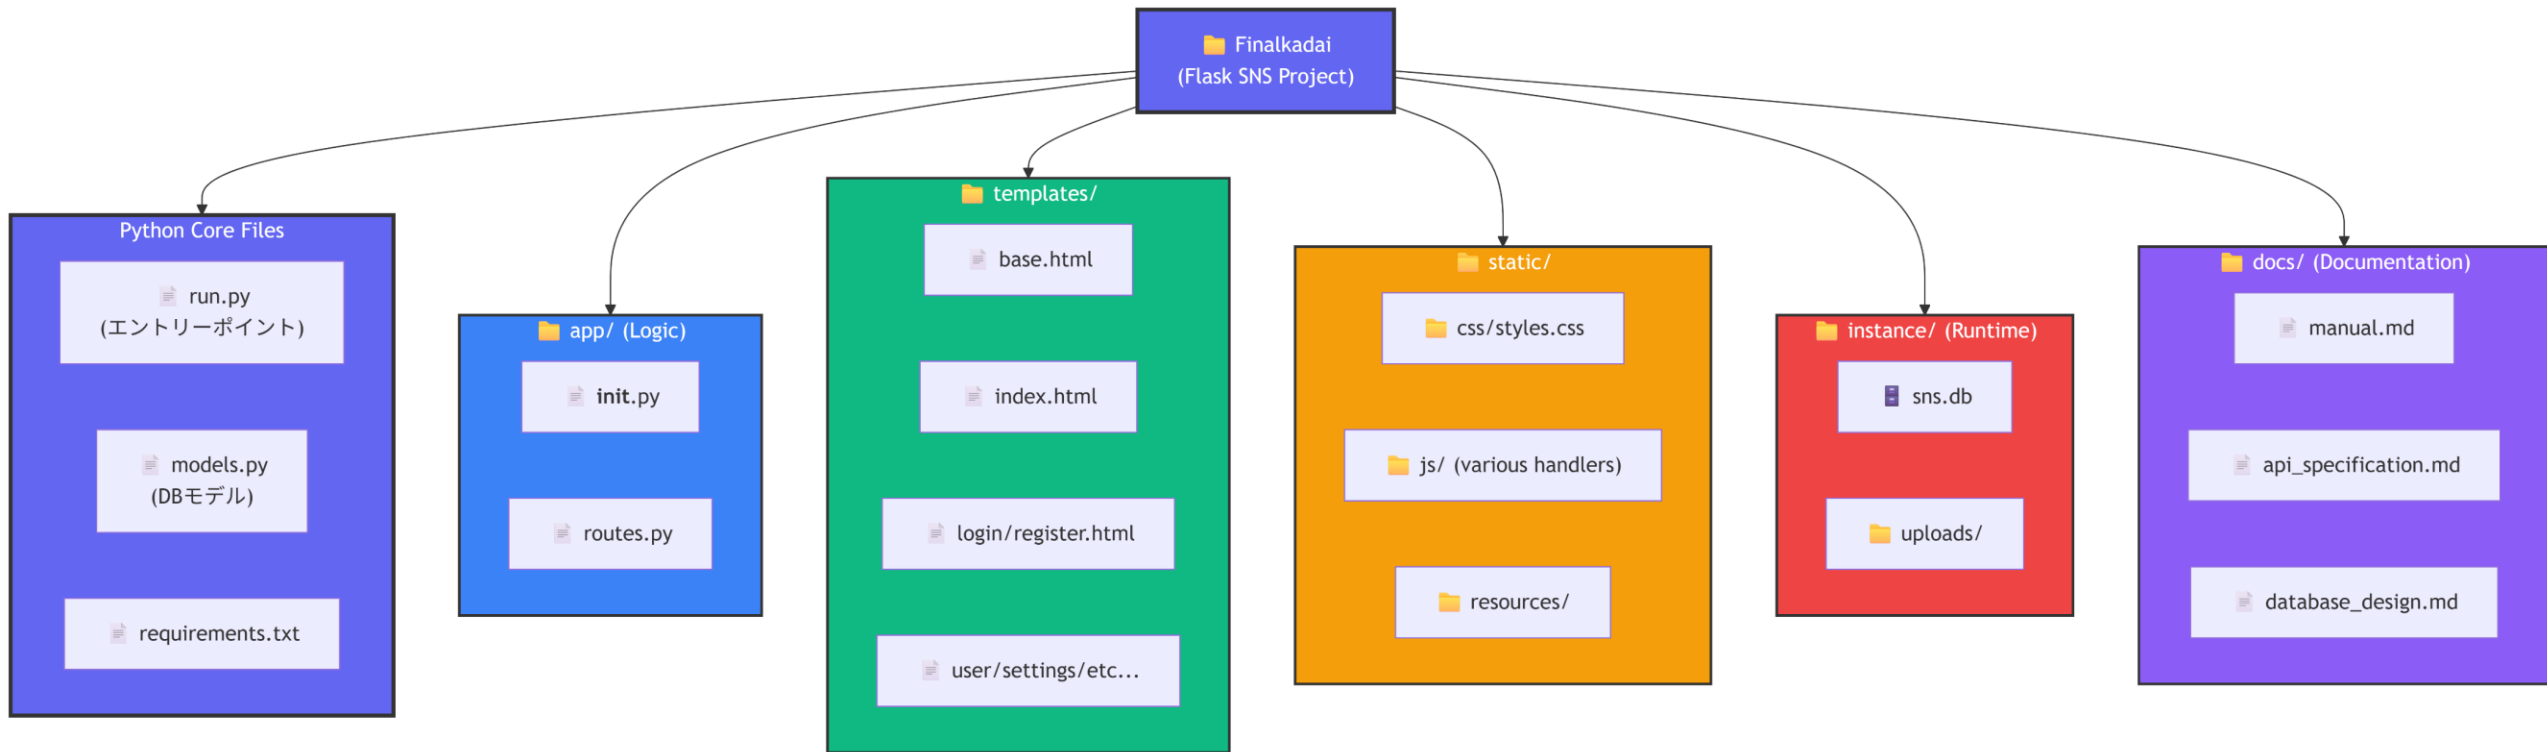 Finalkadai
(Flask SNS Project)
Python Core Files
run.py
(エントリーポイント)
models.py
(DBモデル)
requirements.txt
app/ (Logic)
init.py
routes.py
templates/
base.html
index.html
login/register.html
user/settings/etc...
static/
css/styles.css
js/ (various handlers)
resources/
instance/ (Runtime)
sns.db
uploads/
docs/ (Documentation)
manual.md
api_specification.md
database_design.md